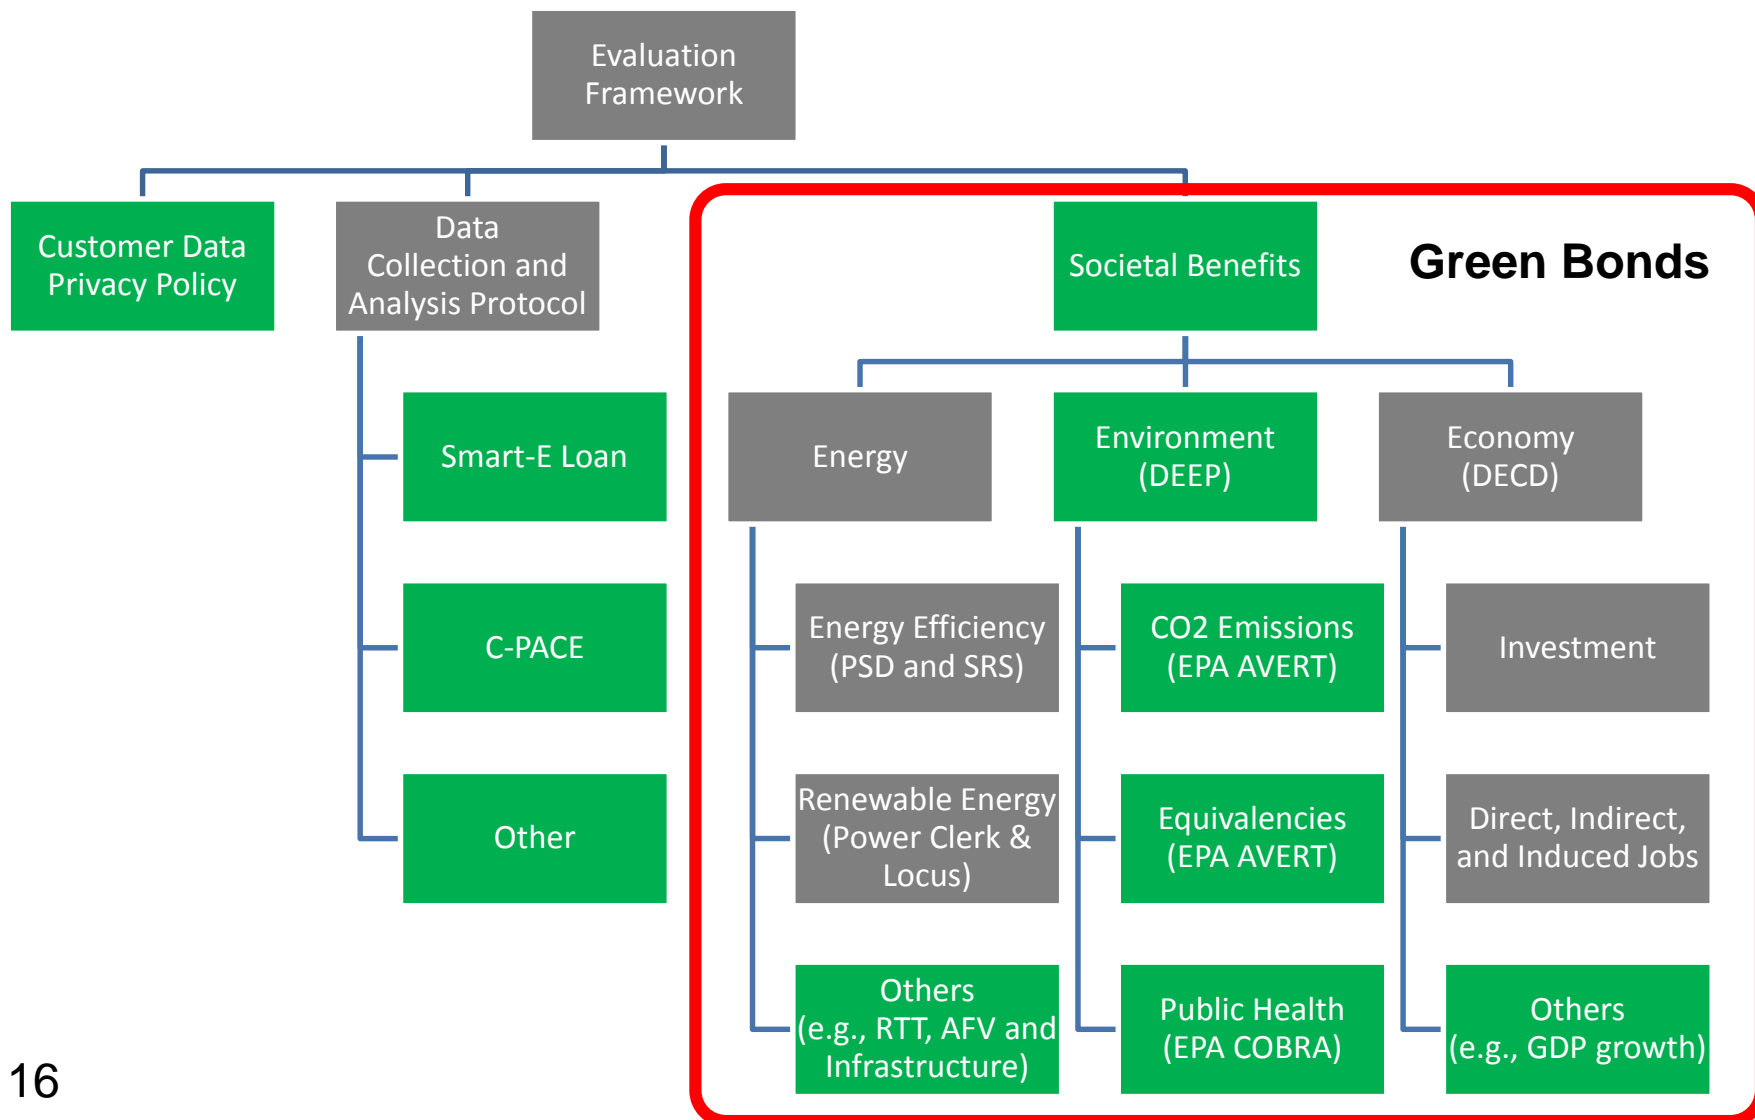 Evaluation
Framework
Customer Data
Privacy Policy
Data
Collection and
Analysis Protocol
Societal Benefits
Green Bonds
Smart-E Loan
C-PACE
Other
Energy
Environment
(DEEP)
Economy
(DECD)
Energy Efficiency
(PSD and SRS)
Renewable Energy
(Power Clerk &
Locus)
Others
(e.g., RTT, AFV and
Infrastructure)
CO2 Emissions
(EPA AVERT)
Equivalencies
(EPA AVERT)
Public Health
(EPA COBRA)
Investment
Direct, Indirect,
and Induced Jobs
Others
(e.g., GDP growth)
16